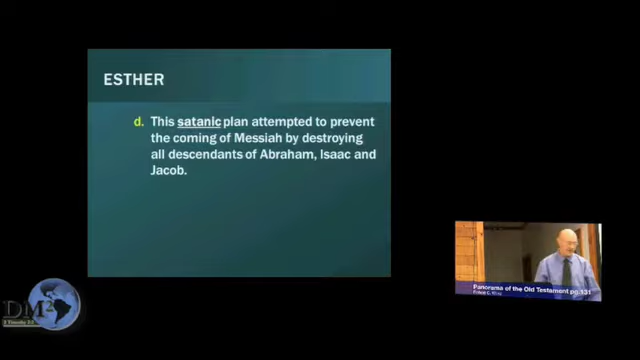 ESTHER
d. This satanic plan attempted to prevent
the coming of Messiah by destroying
all descendants of Abraham, Isaac and
Jacob.
Panorama of the Old Testament pg.131
DM2